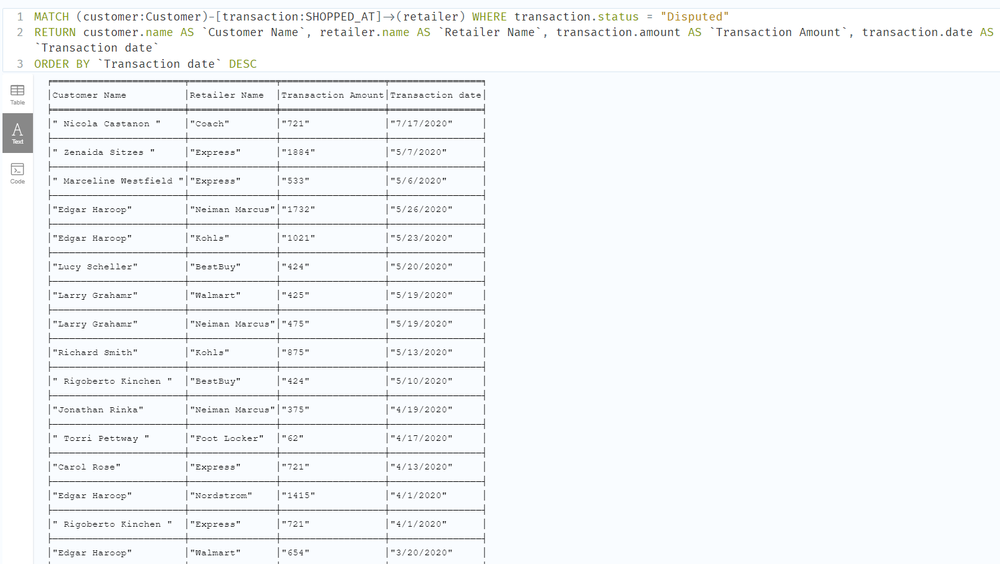 1 MATCH (customer:Customer)-[transaction:SHOPPED_AT]→(retailer) WHERE transaction.status = "Disputed"
2 RETURN customer.name AS `Customer Name`, retailer.name AS `Retailer Name`, transaction.amount AS `Transaction Amount`, transaction.date AS
`Transaction date`
3 ORDER BY `Transaction date` DESC
Table
Text
Code
Customer Name Retailer Name Transaction Amount Transaction date
" Nicola Castanon " "Coach" "721" "7/17/2020"
" Zenaida Sitzes " "Express" "1884" "5/7/2020"
" Marceline Westfield " "Express" "533" "5/6/2020"
"Edgar Haroop" "Neiman Marcus" "1732" "5/26/2020"
"Edgar Haroop" "Kohls" "1021" "5/23/2020"
"Lucy Scheller" "BestBuy" "424" "5/20/2020"
"Larry Grahamr" "Walmart" "425" "5/19/2020"
"Larry Grahamr" "Neiman Marcus" "475" "5/19/2020"
"Richard Smith" "Kohls" "875" "5/13/2020"
" Rigoberto Kinchen " "BestBuy" "424" "5/10/2020"
"Jonathan Rinka" "Neiman Marcus" "375" "4/19/2020"
" Torri Pettway " "Foot Locker" "62" "4/17/2020"
"Carol Rose" "Express" "721" "4/13/2020"
"Edgar Haroop" "Nordstrom" "1415" "4/1/2020"
" Rigoberto Kinchen " "Express" "721" "4/1/2020"
"Edgar Haroop" "Walmart" "654" "3/20/2020"